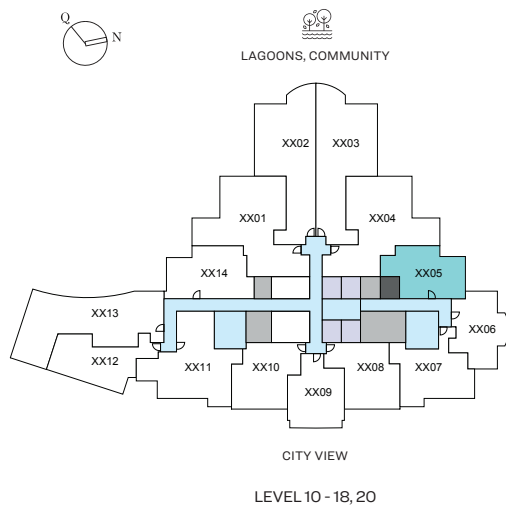 Q
N
LAGOONS, COMMUNITY
XX02
XX03
XX01
XX04
XX14
XX05
XX13
XX06
XX12
XX11
XX10
XX08
XX07
XX09
CITY VIEW
LEVEL 10 - 18, 20